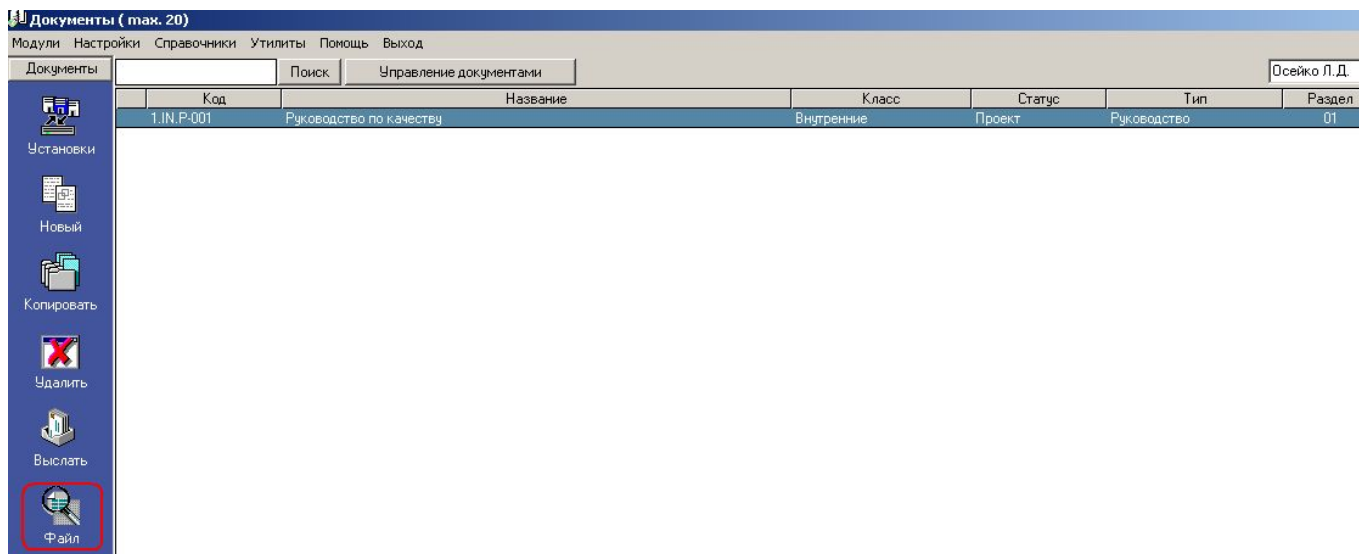 Документы ( max. 20)
Модули Настройки Справочники Утилиты Помощь Выход
Документы Поиск Управление документами Осейко Л.Д.
Код Название Класс Статус Тип Раздел
1.IN.P-001 Руководство по качеству Внутренние Проект Руководство 01
Установки
Новый
Копировать
Удалить
Выслать
Файл